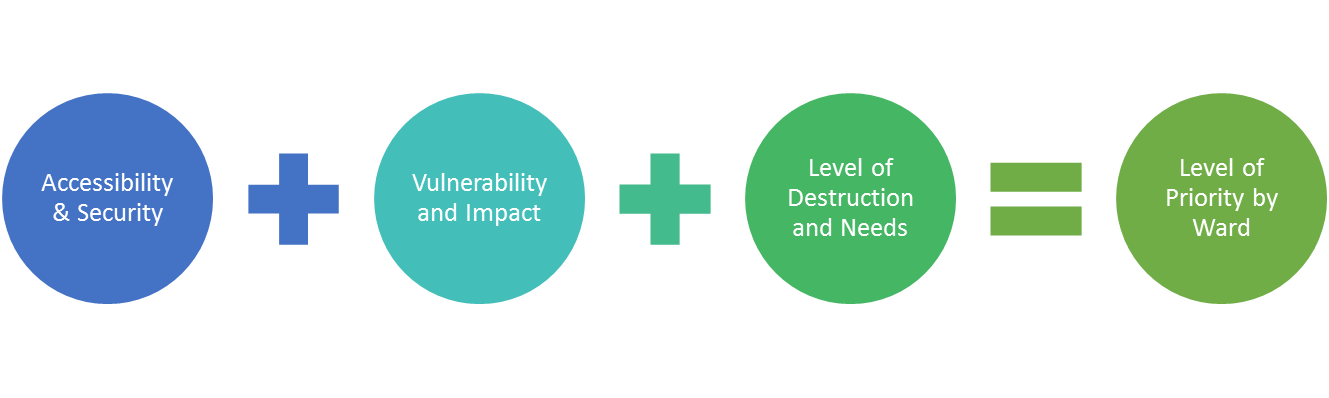 Accessibility
& Security
Vulnerability
and Impact
Level of
Destruction
and Needs
Level of
Priority by
Ward